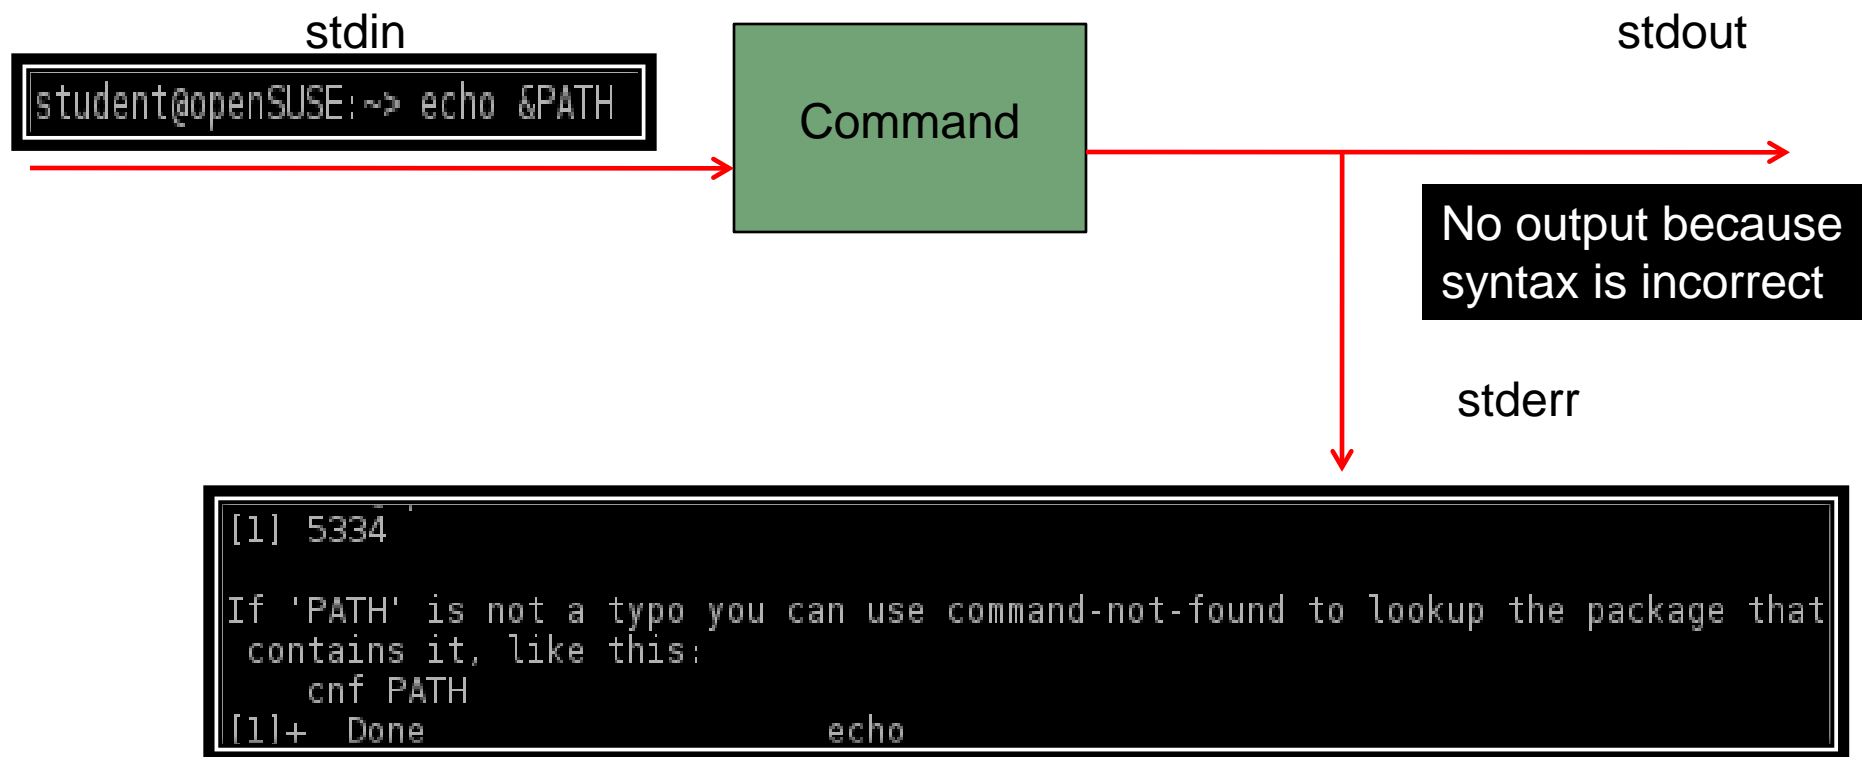 stdin
stdout
student@openSUSE:~> echo &PATH
Command
No output because
syntax is incorrect
stderr
[1] 5334
If 'PATH' is not a typo you can use command-not-found to lookup the package that
contains it, like this:
cnf PATH
[1]+  Done                    echo